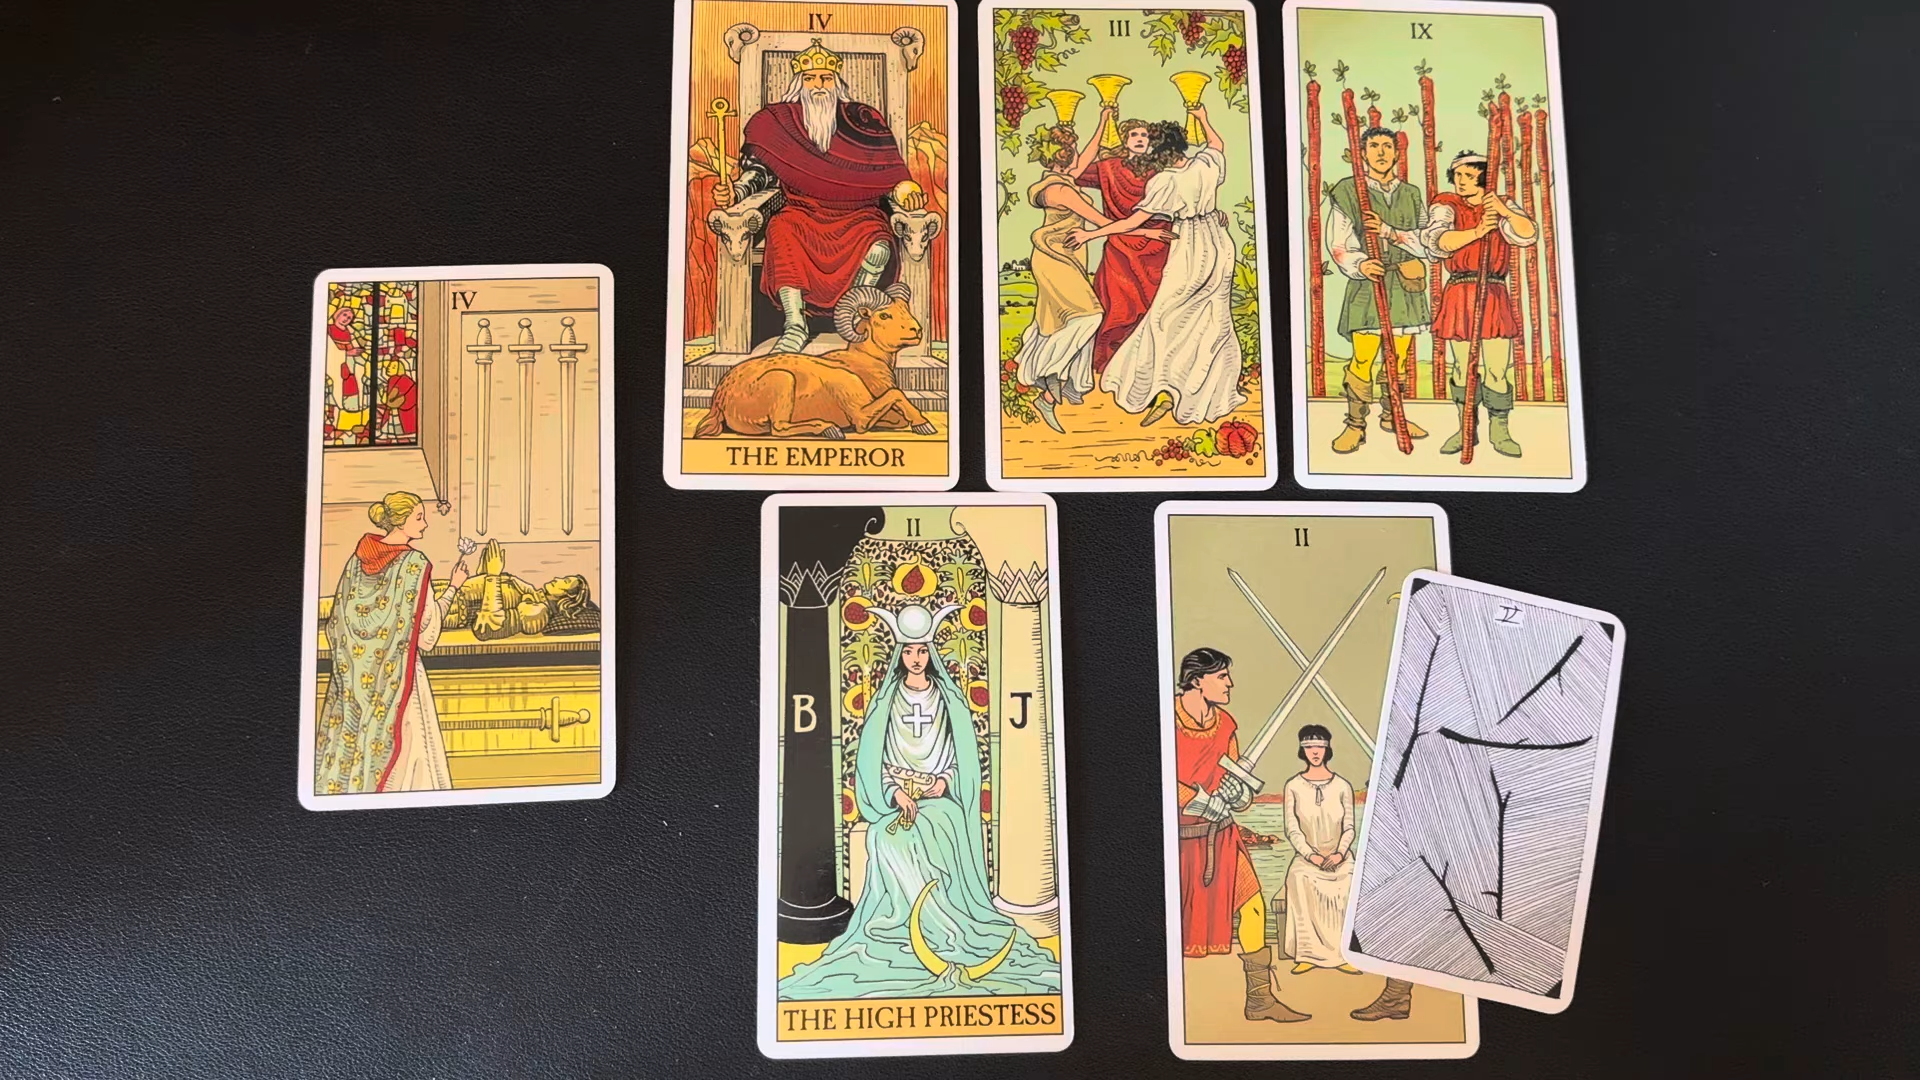 IV
THE EMPEROR
III
IX
IV
II
B
J
THE HIGH PRIESTESS
II
V